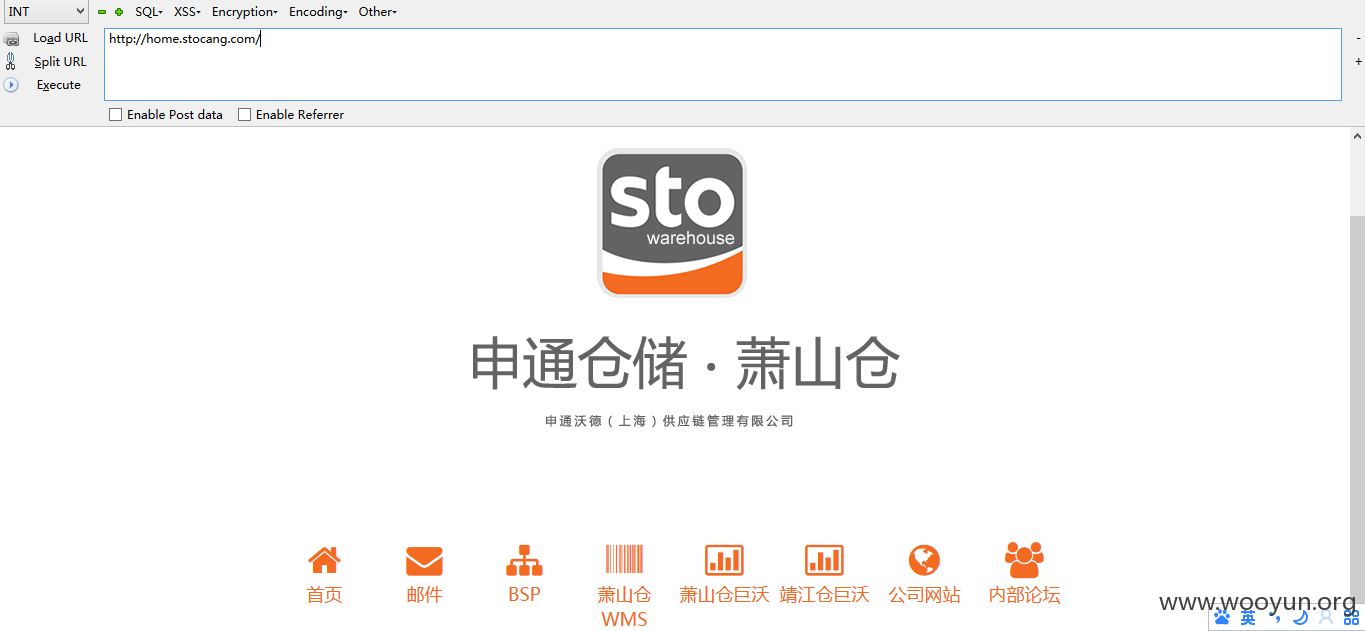 INT SQL▾ XSS▾ Encryption▾ Encoding▾ Other▾
Load URL http://home.stocang.com/
Split URL
Execute
Enable Post data Enable Referrer
sto
warehouse
申通仓储 · 萧山仓
申通沃德（上海）供应链管理有限公司
首页 邮件 BSP 萧山仓 萧山仓巨沃 靖江仓巨沃 公司网站 内部论坛
WMS
www.wooyun.org
英